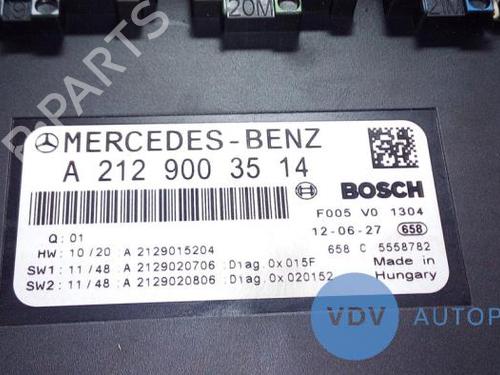 20M
MERCEDES-BENZ
A 212 900 35 14
BOSCH
Q: 01
F005 V0 1304
HW: 10/20 :A 2129015204
12-06-27 658
SW1: 11/48 :A 2129020706 :Diag.0x015F
658 C 5558782
SW2: 11/48 :A 2129020806 :Diag.0x020152
Made in
Hungary
B-PARTS
VDV AUTOP